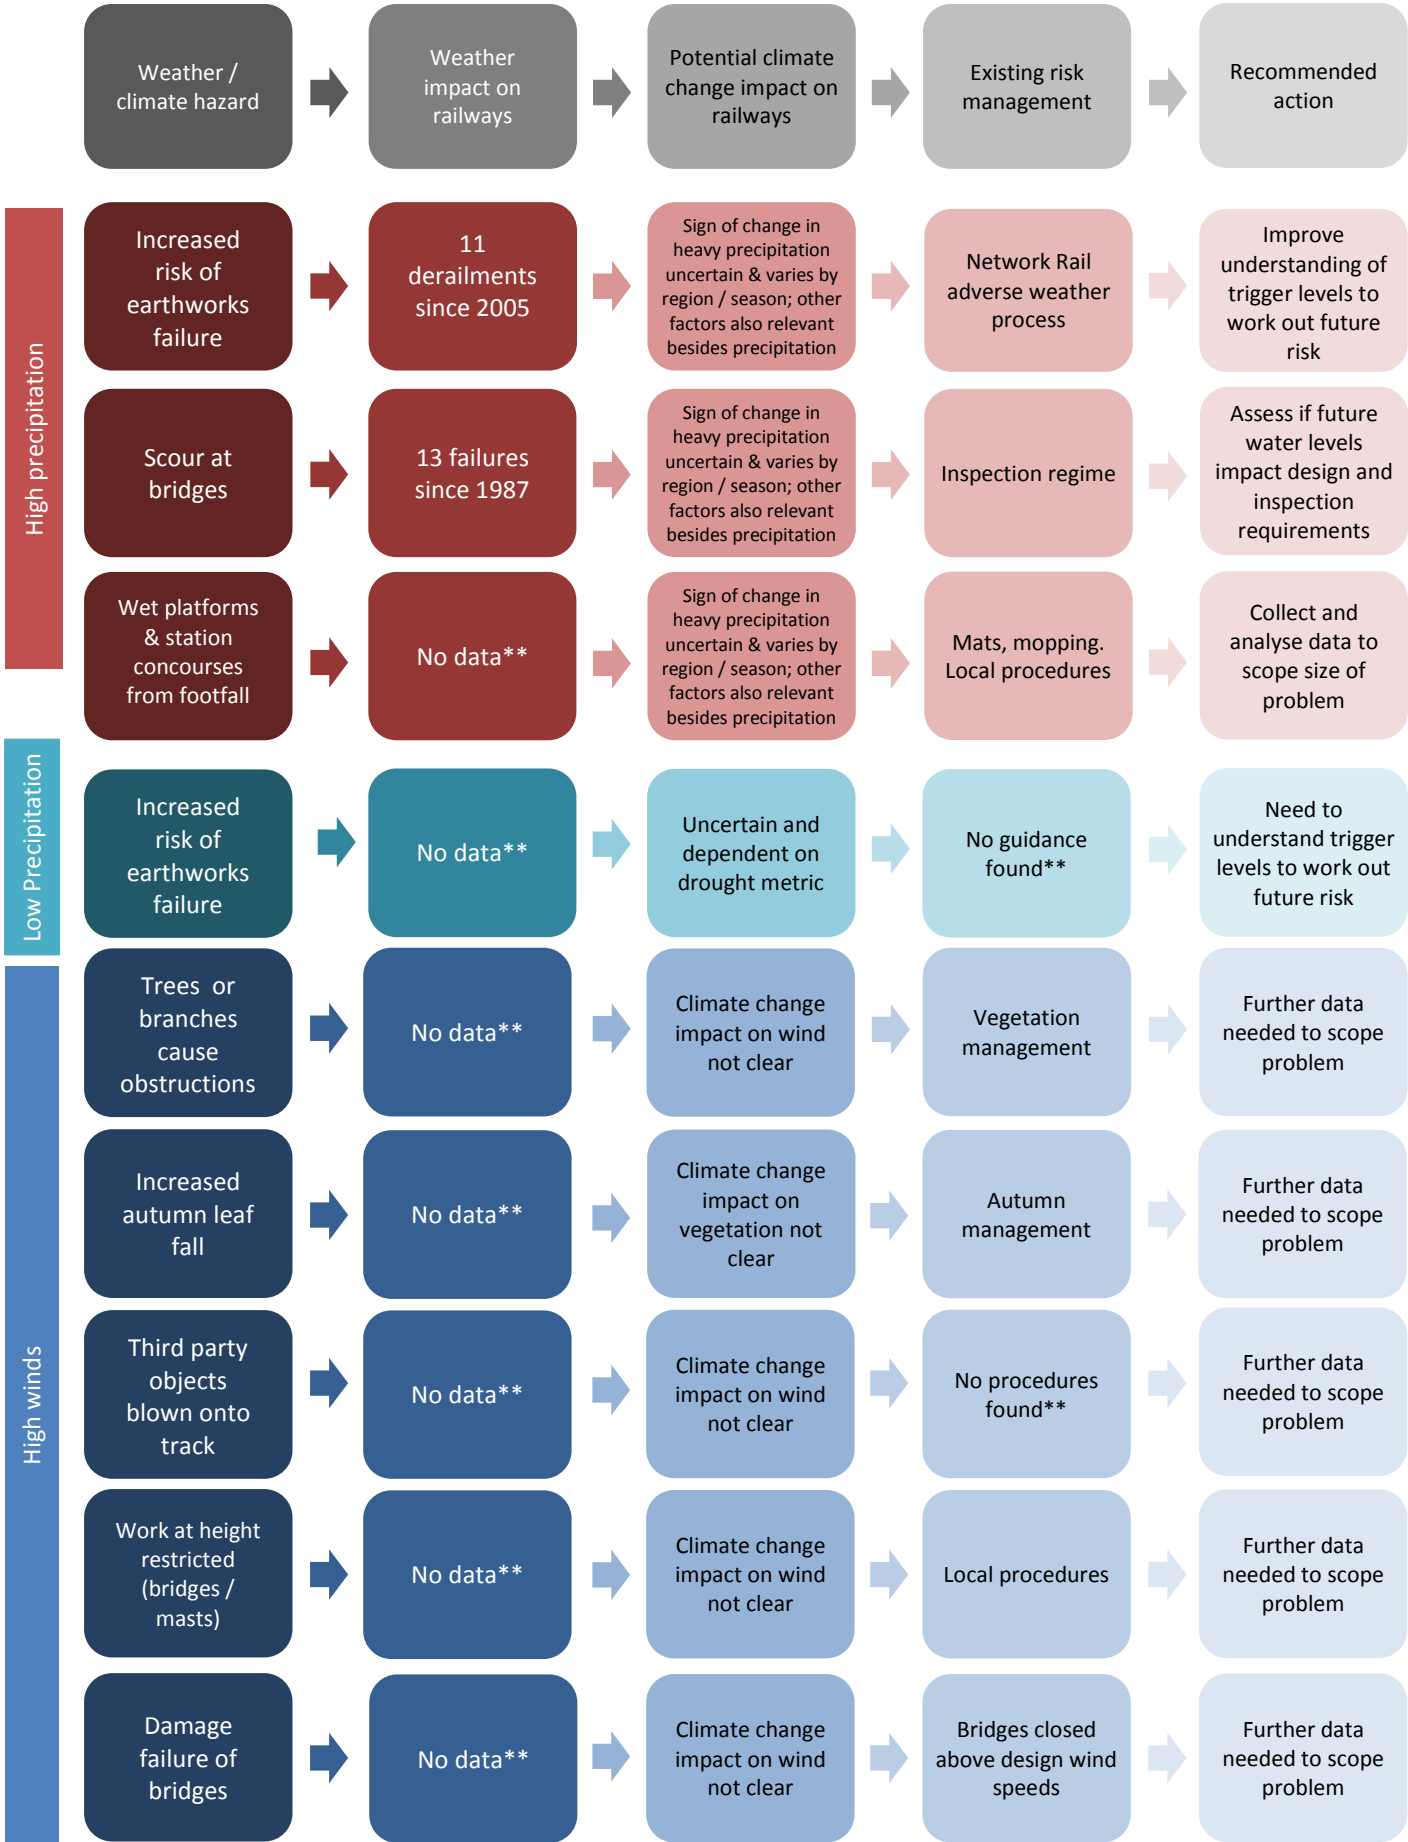 Weather /
climate hazard
Weather
impact on
railways
Potential climate
change impact on
railways
Existing risk
management
Recommended
action
High precipitation
Increased
risk of
earthworks
failure
11
derailments
since 2005
Sign of change in
heavy precipitation
uncertain & varies by
region / season; other
factors also relevant
besides precipitation
Network Rail
adverse weather
process
Improve
understanding of
trigger levels to
work out future
risk
Scour at
bridges
13 failures
since 1987
Sign of change in
heavy precipitation
uncertain & varies by
region / season; other
factors also relevant
besides precipitation
Inspection regime
Assess if future
water levels
impact design and
inspection
requirements
Wet platforms
& station
concourses
from footfall
No data**
Sign of change in
heavy precipitation
uncertain & varies by
region / season; other
factors also relevant
besides precipitation
Mats, mopping.
Local procedures
Collect and
analyse data to
scope size of
problem
Low Precipitation
Increased
risk of
earthworks
failure
No data**
Uncertain and
dependent on
drought metric
No guidance
found**
Need to
understand trigger
levels to work out
future risk
High winds
Trees or
branches
cause
obstructions
No data**
Climate change
impact on wind
not clear
Vegetation
management
Further data
needed to scope
problem
Increased
autumn leaf
fall
No data**
Climate change
impact on
vegetation not
clear
Autumn
management
Further data
needed to scope
problem
Third party
objects
blown onto
track
No data**
Climate change
impact on wind
not clear
No procedures
found**
Further data
needed to scope
problem
Work at height
restricted
(bridges /
masts)
No data**
Climate change
impact on wind
not clear
Local procedures
Further data
needed to scope
problem
Damage
failure of
bridges
No data**
Climate change
impact on wind
not clear
Bridges closed
above design wind
speeds
Further data
needed to scope
problem